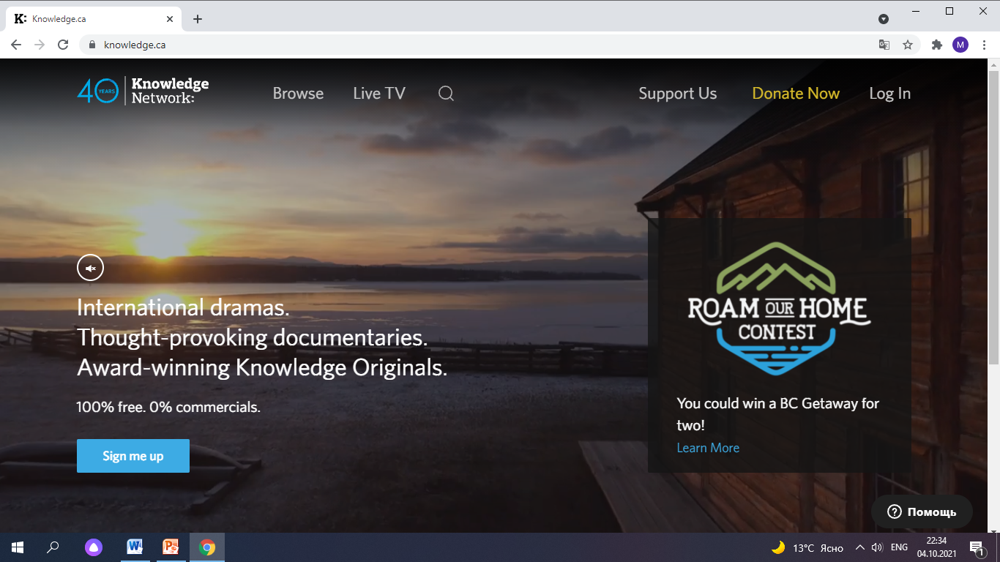 Knowledge.ca
knowledge.ca
M
40 YEARS
Knowledge
Network:
Browse
Live TV
Support Us
Donate Now
Log In
International dramas.
Thought-provoking documentaries.
Award-winning Knowledge Originals.
100% free. 0% commercials.
Sign me up
ROAM OUR HOME
CONTEST
You could win a BC Getaway for
two!
Learn More
Помощь
13°C Ясно
ENG
22:34
04.10.2021
1